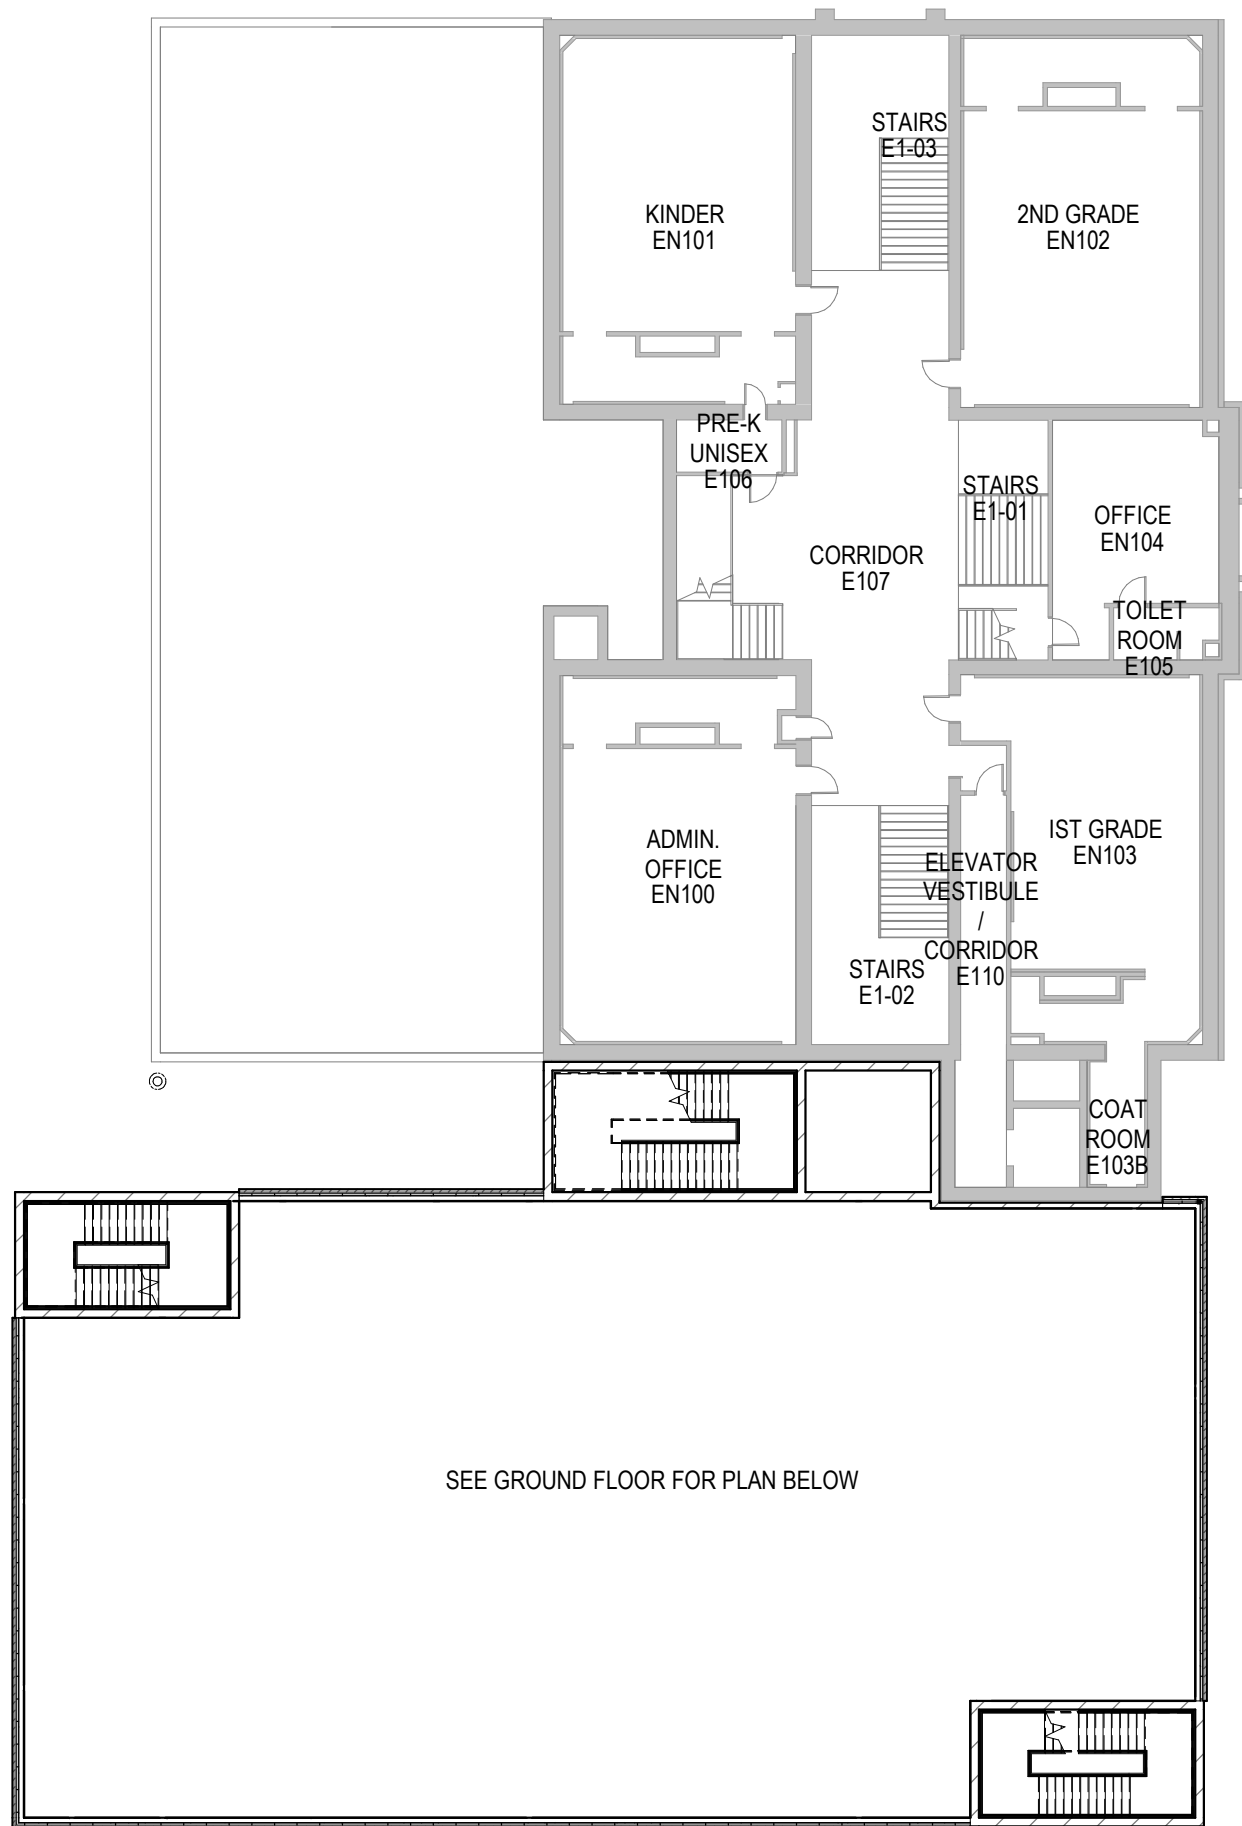 STAIRS
E1-03
KINDER
EN101
2ND GRADE
EN102
PRE-K
UNISEX
E106
STAIRS
E1-01
OFFICE
EN104
CORRIDOR
E107
TOILET
ROOM
E105
ADMIN.
OFFICE
EN100
IST GRADE
EN103
ELEVATOR
VESTIBULE
/
CORRIDOR
E110
STAIRS
E1-02
COAT
ROOM
E103B
SEE GROUND FLOOR FOR PLAN BELOW